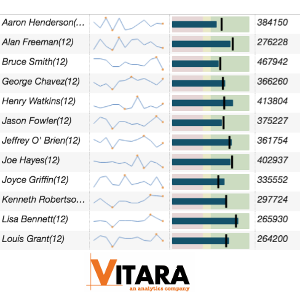 Aaron Henderson(... 384150
Alan Freeman(12) 276228
Bruce Smith(12) 467942
George Chavez(12) 366260
Henry Watkins(12) 413804
Jason Fowler(12) 375227
Jeffrey O' Brien(12) 361754
Joe Hayes(12) 402937
Joyce Griffin(12) 335552
Kenneth Robertso... 297724
Lisa Bennett(12) 265930
Louis Grant(12) 264200
VITARA
an analytics company